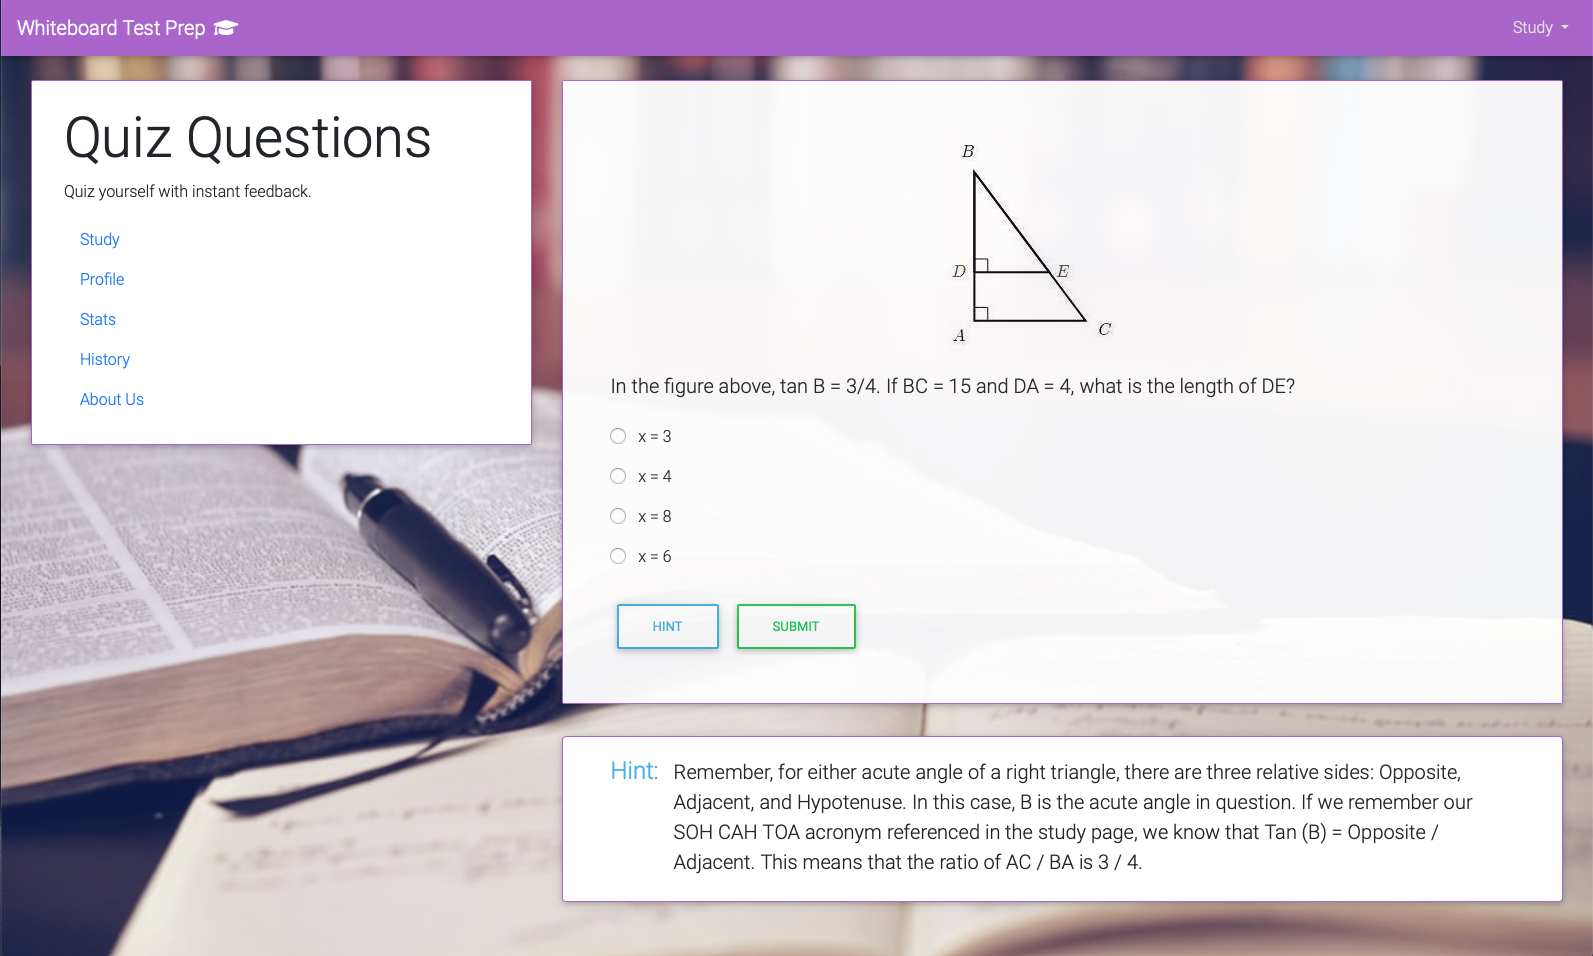 Whiteboard Test Prep
Study
Quiz Questions
Quiz yourself with instant feedback.
Study
Profile
Stats
History
About Us
B
D
E
A
C
In the figure above, tan B = 3/4. If BC = 15 and DA = 4, what is the length of DE?
x = 3
x = 4
x = 8
x = 6
HINT
SUBMIT
Hint: Remember, for either acute angle of a right triangle, there are three relative sides: Opposite,
Adjacent, and Hypotenuse. In this case, B is the acute angle in question. If we remember our
SOH CAH TOA acronym referenced in the study page, we know that Tan (B) = Opposite /
Adjacent. This means that the ratio of AC / BA is 3 / 4.